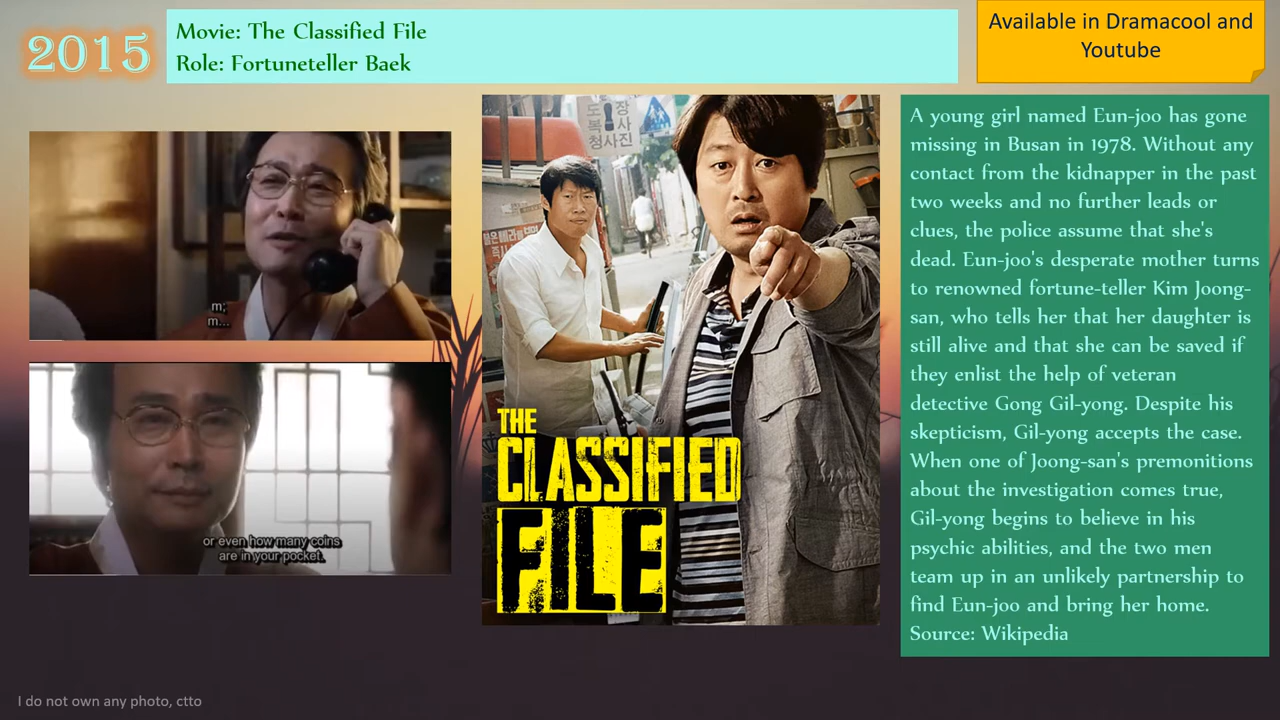 2015
Movie: The Classified File
Role: Fortuneteller Baek
Available in Dramacool and
Youtube
m;
m...
or even how many coins
are in your pocket.
도장
복사
청사진
THE
CLASSIFIED
FILE
A young girl named Eun-joo has gone
missing in Busan in 1978. Without any
contact from the kidnapper in the past
two weeks and no further leads or
clues, the police assume that she's
dead. Eun-joo's desperate mother turns
to renowned fortune-teller Kim Joong-
san, who tells her that her daughter is
still alive and that she can be saved if
they enlist the help of veteran
detective Gong Gil-yong. Despite his
skepticism, Gil-yong accepts the case.
When one of Joong-san's premonitions
about the investigation comes true,
Gil-yong begins to believe in his
psychic abilities, and the two men
team up in an unlikely partnership to
find Eun-joo and bring her home.
Source: Wikipedia
I do not own any photo, ctto